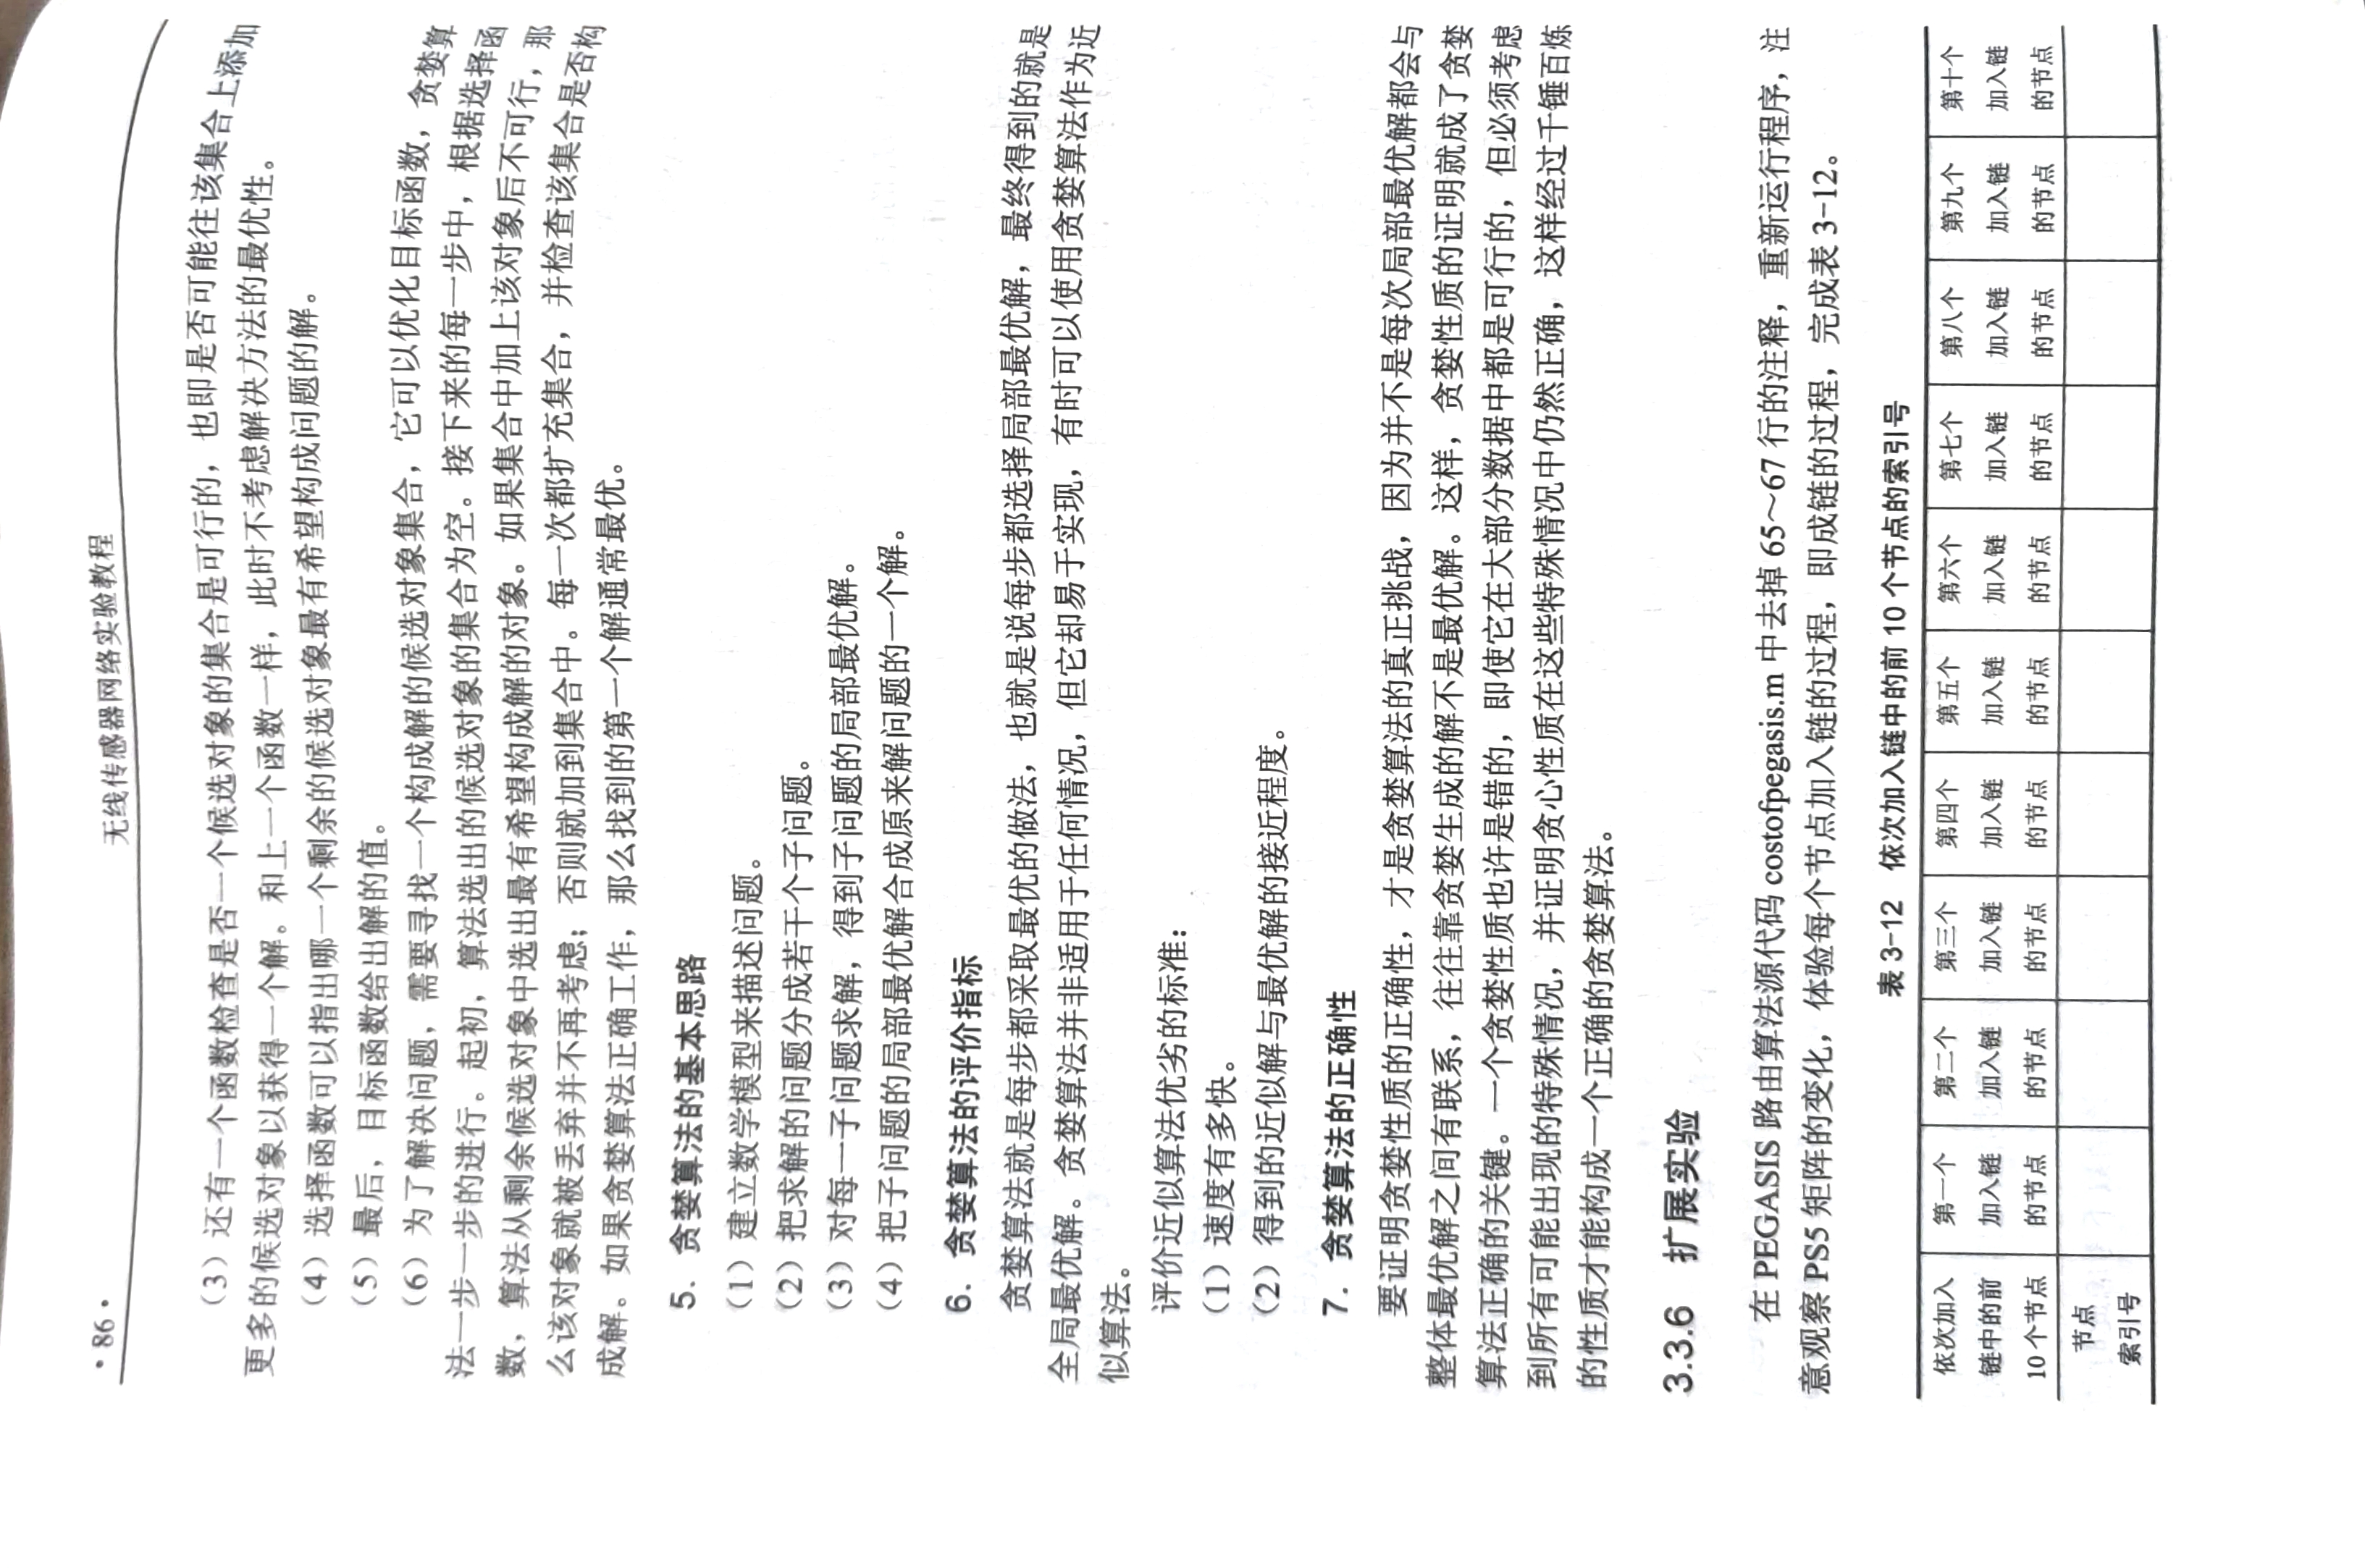 ·86·
无线传感器网络实验教程
（3）还有一个函数检查是否一个候选对象的集合是可行的，也即是否可能往该集合上添加
更多的候选对象以获得一个解。和上一个函数一样，此时不考虑解决方法的最优性。
（4）选择函数可以指出哪一个剩余的候选对象最有希望构成问题的解。
（5）最后，目标函数给出解的值。
（6）为了解决问题，需要寻找一个构成解的候选对象集合，它可以优化目标函数，贪婪算
法一步一步的进行。起初，算法选出的候选对象的集合为空。接下来的每一步中，根据选择函
数，算法从剩余候选对象中选出最有希望构成解的对象。如果集合中加上该对象后不可行，那
么该对象就被丢弃并不再考虑；否则就加到集合中。每一次都扩充集合，并检查该集合是否构
成解。如果贪婪算法正确工作，那么找到的第一个解通常最优。
5．贪婪算法的基本思路
（1）建立数学模型来描述问题。
（2）把求解的问题分成若干个子问题。
（3）对每一子问题求解，得到子问题的局部最优解。
（4）把子问题的局部最优解合成原来解问题的一个解。
6．贪婪算法的评价指标
贪婪算法就是每步都采取最优的做法，也就是说每步都选择局部最优解，最终得到的就是
全局最优解。贪婪算法并非适用于任何情况，但它却易于实现，有时可以使用贪婪算法作为近
似算法。
评价近似算法优劣的标准：
（1）速度有多快。
（2）得到的近似解与最优解的接近程度。
7．贪婪算法的正确性
要证明贪婪性质的正确性，才是贪婪算法的真正挑战，因为并不是每次局部最优解都会与
整体最优解之间有联系，往往靠贪婪生成的解不是最优解。这样，贪婪性质的证明就成了贪婪
算法正确的关键。一个贪婪性质也许是错的，即使它在大部分数据中都是可行的，但必须考虑
到所有可能出现的特殊情况，并证明贪心性质在这些特殊情况中仍然正确，这样经过千锤百炼
的性质才能构成一个正确的贪婪算法。
3.3.6 扩展实验
在 PEGASIS 路由算法源代码 costofpegasis.m 中去掉 65～67 行的注释，重新运行程序，注
意观察 PS5 矩阵的变化，体验每个节点加入链的过程，即成链的过程，完成表 3-12。
表 3-12 依次加入链中的前 10 个节点的索引号
依次加入 第一个 第二个 第三个 第四个 第五个 第六个 第七个 第八个 第九个 第十个
链中的前 加入链 加入链 加入链 加入链 加入链 加入链 加入链 加入链 加入链 加入链
10 个节点 的节点 的节点 的节点 的节点 的节点 的节点 的节点 的节点 的节点 的节点
节点
索引号